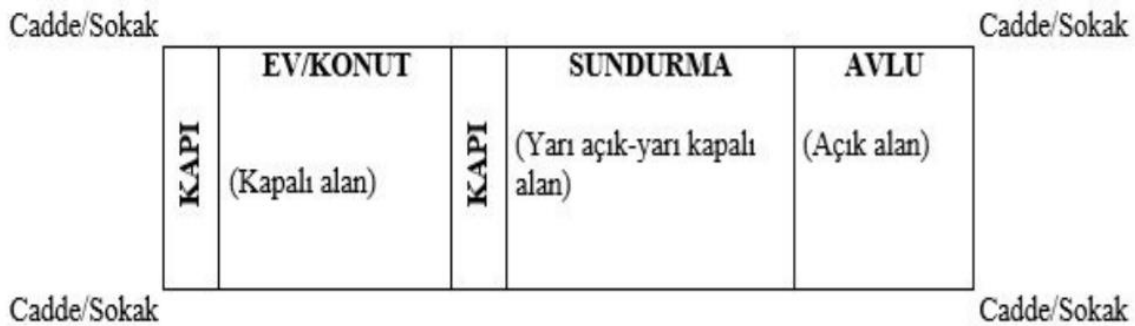 Cadde/Sokak
Cadde/Sokak
KAPI
EV/KONUT
(Kapalı alan)
KAPI
SUNDURMA
(Yarı açık-yarı kapalı
alan)
AVLU
(Açık alan)
Cadde/Sokak
Cadde/Sokak